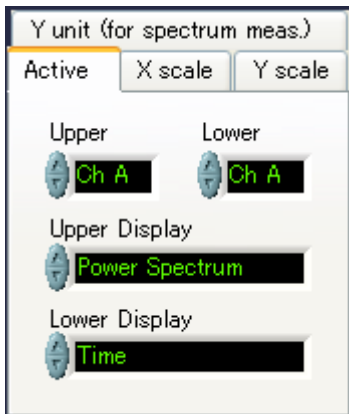 Y unit (for spectrum meas.)
Active X scale Y scale
Upper Lower
Ch A Ch A
Upper Display
Power Spectrum
Lower Display
Time